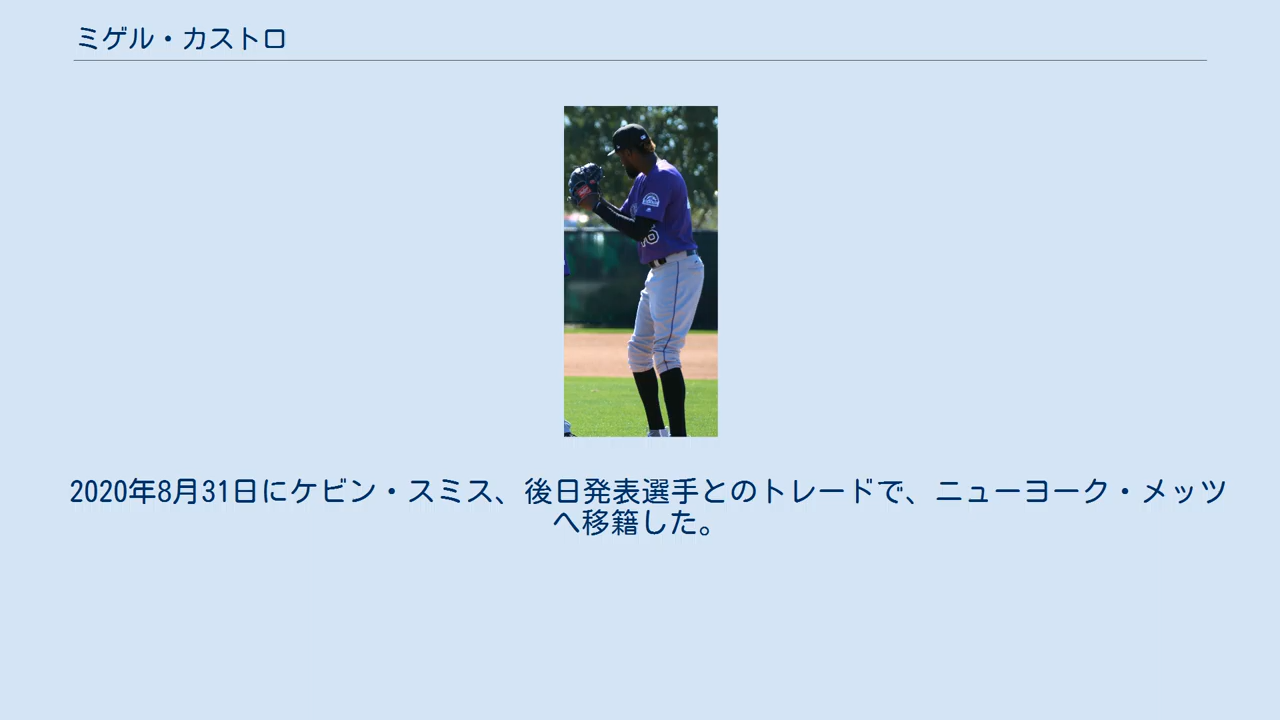 ミゲル・カストロ
2020年8月31日にケビン・スミス、後日発表選手とのトレードで、ニューヨーク・メッツ
へ移籍した。